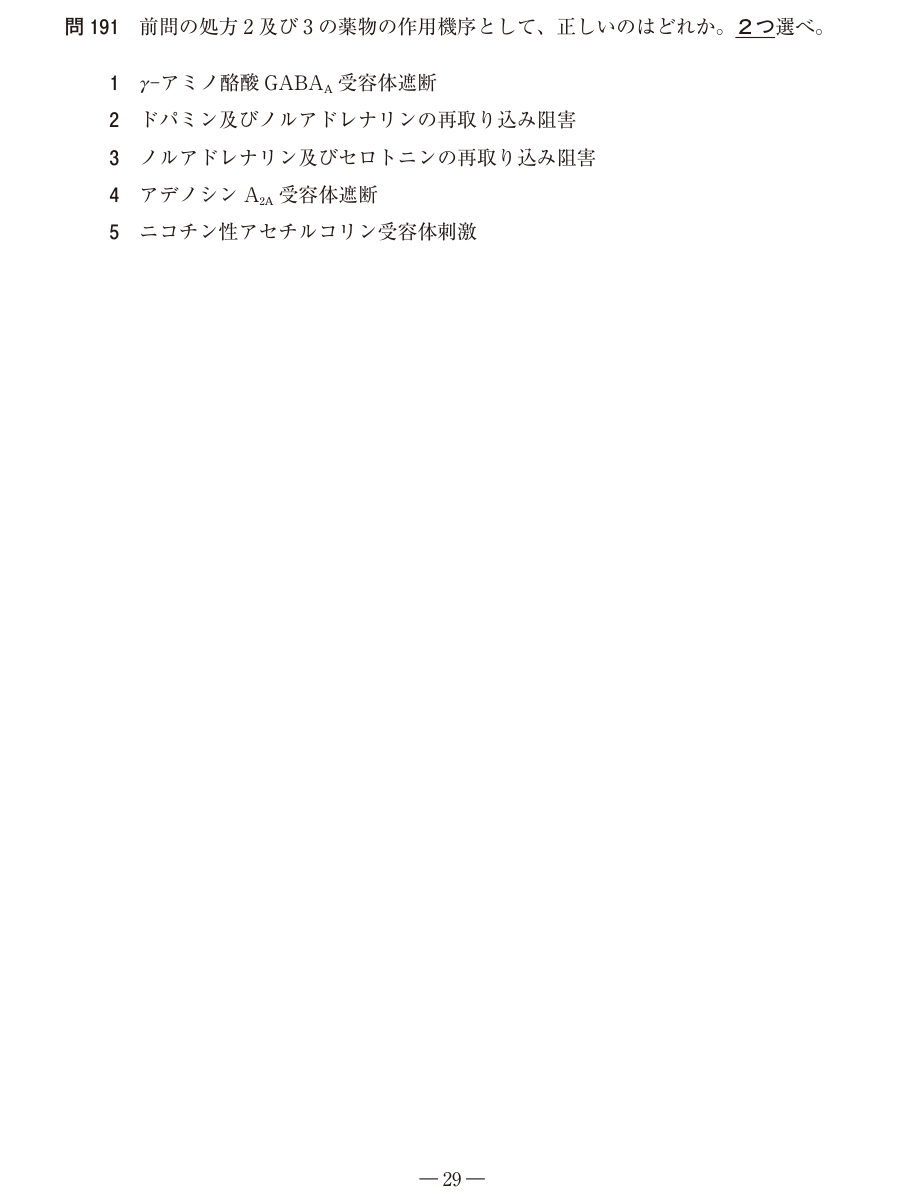 問 191 前問の処方2及び3の薬物の作用機序として、正しいのはどれか。2つ選べ。
1 γ-アミノ酪酸 GABAA 受容体遮断
2 ドパミン及びノルアドレナリンの再取り込み阻害
3 ノルアドレナリン及びセロトニンの再取り込み阻害
4 アデノシン A2A 受容体遮断
5 ニコチン性アセチルコリン受容体刺激
― 29 ―